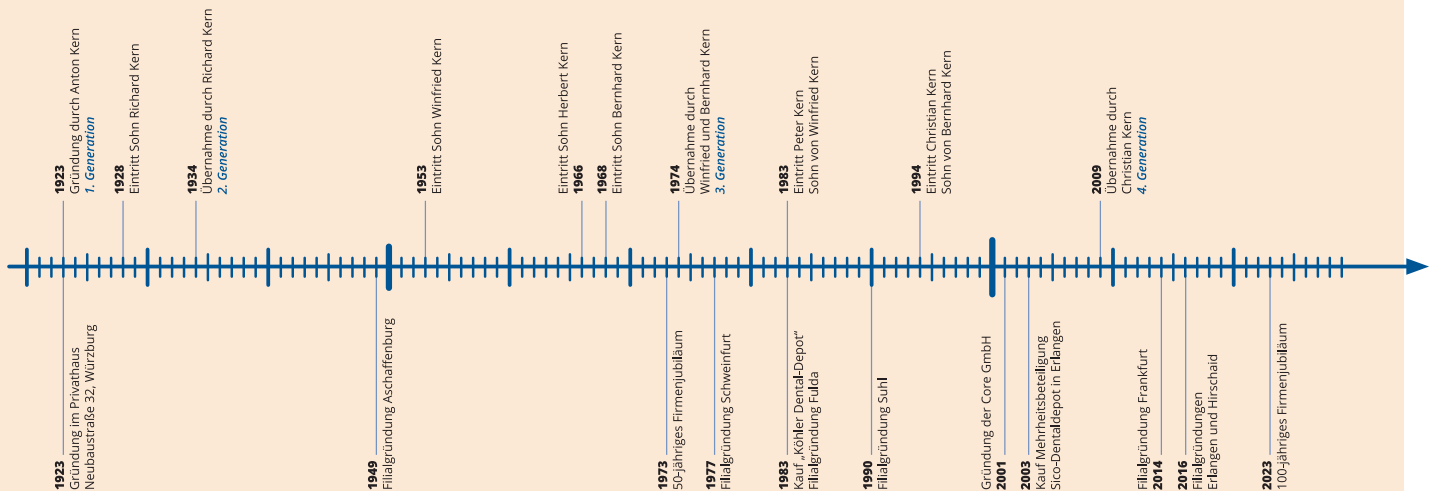 1923
Gründung durch Anton Kern
1. Generation
1928
Eintritt Sohn Richard Kern
1934
Übernahme durch Richard Kern
2. Generation
1953
Eintritt Sohn Winfried Kern
Eintritt Sohn Herbert Kern
1966
1968
Eintritt Sohn Bernhard Kern
1974
Übernahme durch
Winfried und Bernhard Kern
3. Generation
1983
Eintritt Peter Kern
Sohn von Winfried Kern
1994
Eintritt Christian Kern
Sohn von Bernhard Kern
2009
Übernahme durch
Christian Kern
4. Generation
1923
Gründung im Privathaus
Neubaustraße 32, Würzburg
1949
Filialgründung Aschaffenburg
1973
50-jähriges Firmenjubiläum
1977
Filialgründung Schweinfurt
1983
Kauf „Köhler Dental-Depot“
Filialgründung Fulda
1990
Filialgründung Suhl
Gründung der Core GmbH
2001
2003
Kauf Mehrheitsbeteiligung
Sico-Dentaldepot in Erlangen
Filialgründung Frankfurt
2014
2016
Filialgründungen
Erlangen und Hirschaid
2023
100-jähriges Firmenjubiläum